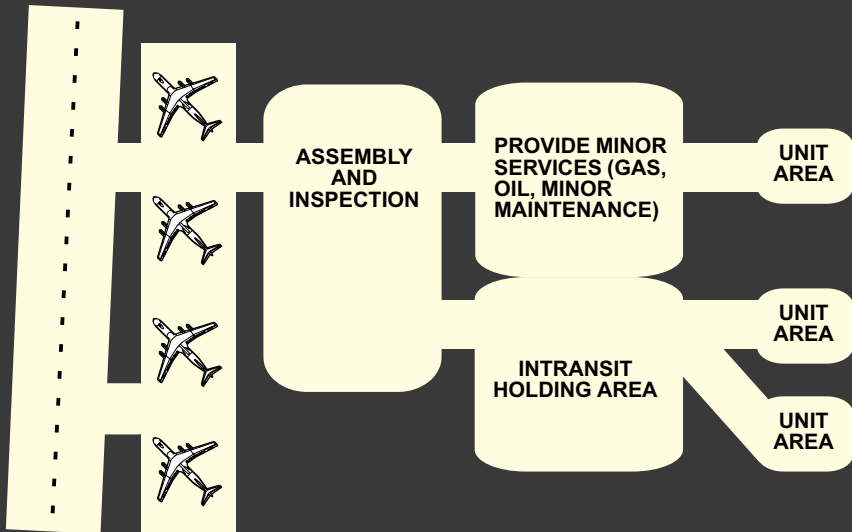 ASSEMBLY
AND
INSPECTION
PROVIDE MINOR
SERVICES (GAS,
OIL, MINOR
MAINTENANCE)
UNIT
AREA
UNIT
AREA
INTRANSIT
HOLDING AREA
UNIT
AREA